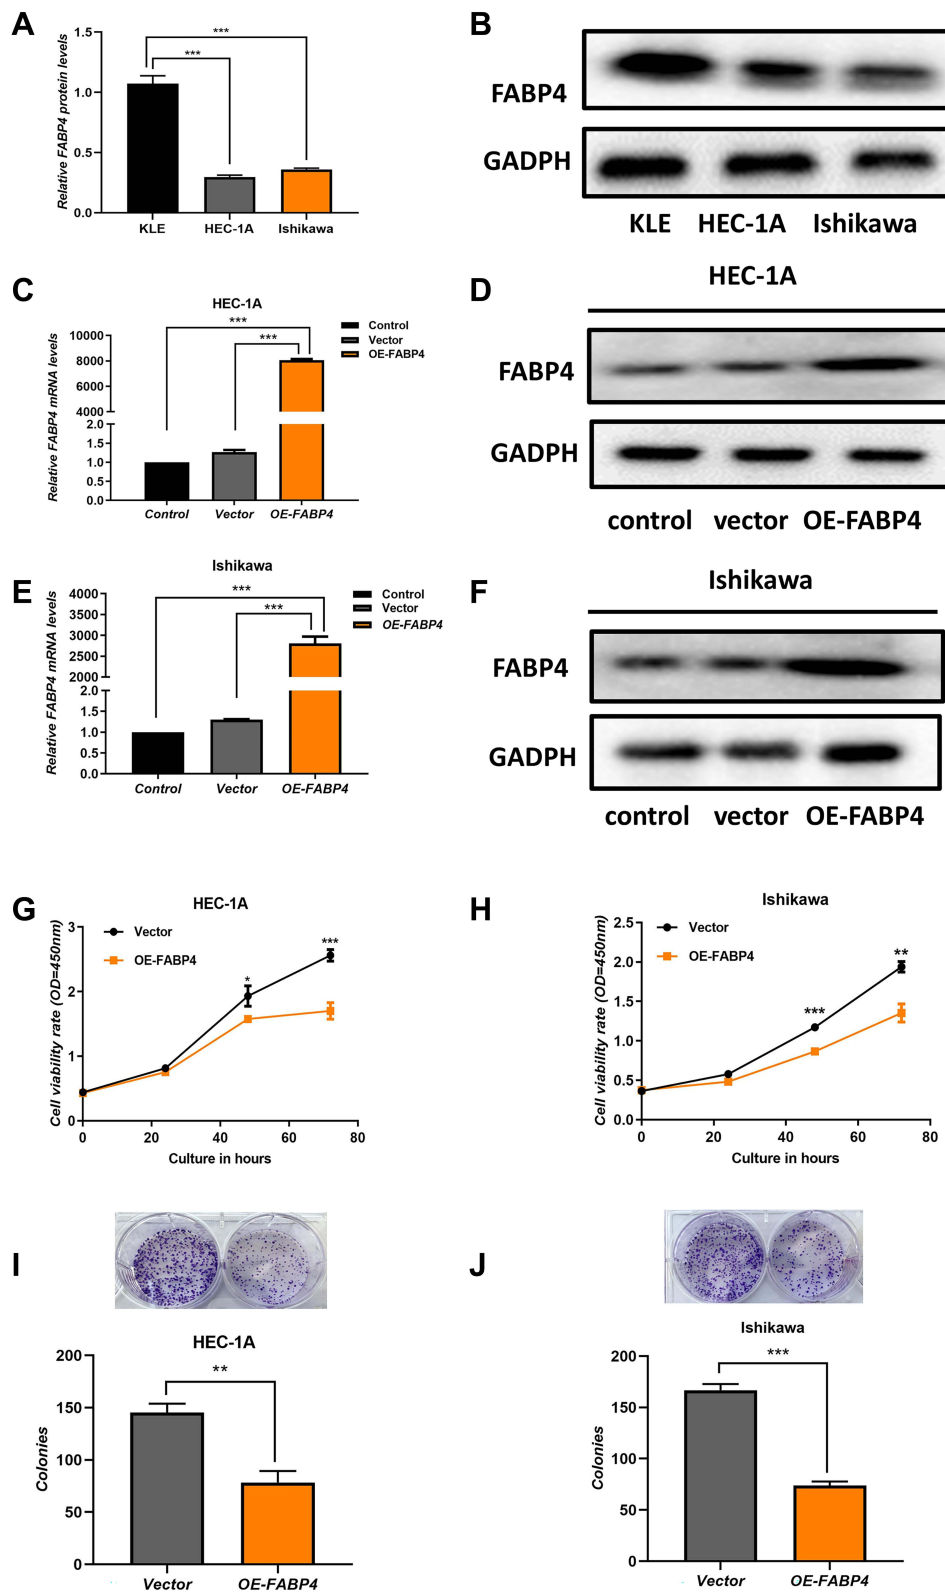 A
***
***
Relative FABP4 protein levels
1.5
1.0
0.5
0.0
KLE
HEC-1A
Ishikawa
B
FABP4
GADPH
KLE HEC-1A Ishikawa
C
HEC-1A
***
***
Control
Vector
OE-FABP4
Relative FABP4 mRNA levels
10000
8000
6000
4000
2.0
1.5
1.0
0.5
0.0
Control Vector OE-FABP4
D
HEC-1A
FABP4
GADPH
control vector OE-FABP4
E
Ishikawa
***
***
Control
Vector
OE-FABP4
Relative FABP4 mRNA levels
4000
3500
3000
2500
2000
2.0
1.5
1.0
0.5
0.0
Control Vector OE-FABP4
F
Ishikawa
FABP4
GADPH
control vector OE-FABP4
G
HEC-1A
Vector
OE-FABP4
*
***
Cell viability rate (OD=450nm)
3
2
1
0
0 20 40 60 80
Culture in hours
H
Ishikawa
Vector
OE-FABP4
***
**
Cell viability rate (OD=450nm)
2.5
2.0
1.5
1.0
0.5
0.0
0 20 40 60 80
Culture in hours
I
HEC-1A
**
Colonies
200
150
100
50
0
Vector OE-FABP4
J
Ishikawa
***
Colonies
200
150
100
50
0
Vector OE-FABP4